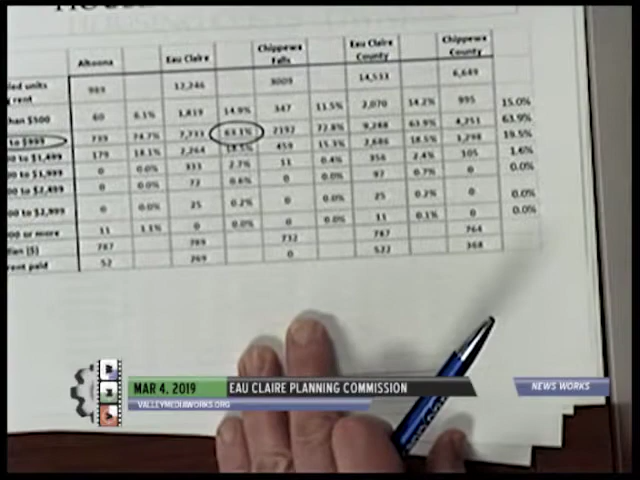 Altoona Eau Claire Chippewa Falls Eau Claire County Chippewa County
ied units 989 12,246 3009 14,533 6,649
rent
han $500 60 6.1% 1,819 14.9% 347 11.5% 2,070 14.2% 995 15.0%
to $999 739 74.7% 7,733 63.1% 2192 72.8% 9,288 63.9% 4,251 63.9%
00 to $1,499 179 18.1% 2,264 18.5% 459 15.3% 2,686 18.5% 1,298 19.5%
00 to $1,999 0 0.0% 333 2.7% 11 0.4% 356 2.4% 105 1.6%
00 to $2,499 0 0.0% 72 0.6% 0 0.0% 97 0.7% 0 0.0%
00 to $2,999 0 0.0% 25 0.2% 0 0.0% 25 0.2% 0 0.0%
00 or more 11 1.1% 0 0.0% 0 0.0% 11 0.1% 0 0.0%
ian ($) 787 789 732 787 764
rent paid 52 269 0 522 368
MAR 4, 2019 EAU CLAIRE PLANNING COMMISSION
NEWS WORKS
VALLEYMEDIAWORKS.ORG